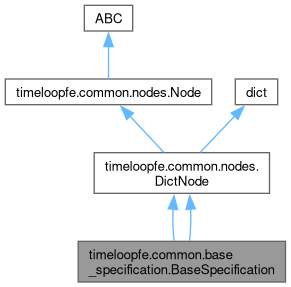 ABC
timeloopfe.common.nodes.Node
dict
timeloopfe.common.nodes.
DictNode
timeloopfe.common.base
_specification.BaseSpecification